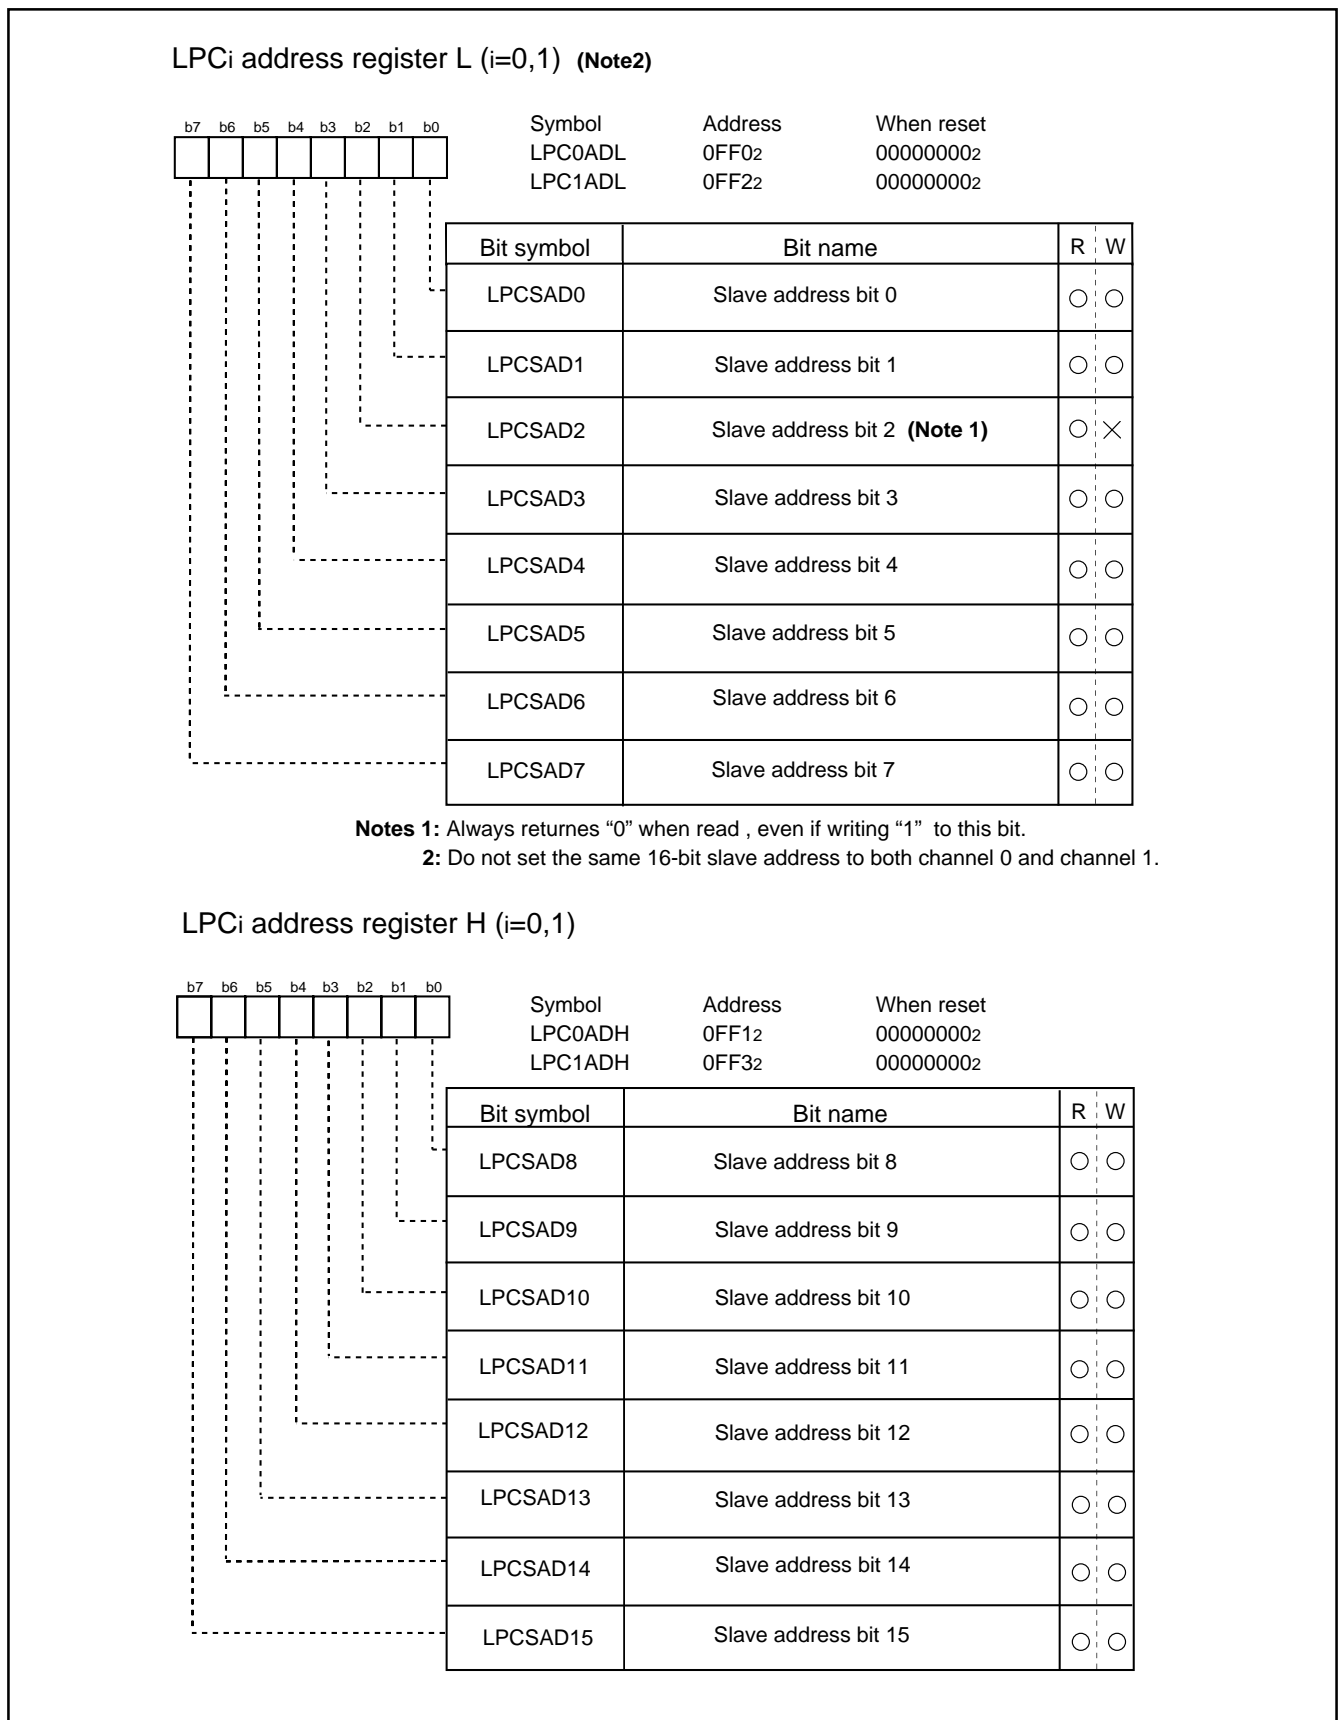 LPCi address register L (i=0,1) (Note2)
b7 b6 b5 b4 b3 b2 b1 b0
Symbol Address When reset
LPC0ADL 0FF02 000000002
LPC1ADL 0FF22 000000002
Bit symbol Bit name R W
LPCSAD0 Slave address bit 0 ○ ○
LPCSAD1 Slave address bit 1 ○ ○
LPCSAD2 Slave address bit 2 (Note 1) ○ ×
LPCSAD3 Slave address bit 3 ○ ○
LPCSAD4 Slave address bit 4 ○ ○
LPCSAD5 Slave address bit 5 ○ ○
LPCSAD6 Slave address bit 6 ○ ○
LPCSAD7 Slave address bit 7 ○ ○
Notes 1: Always returnes “0” when read , even if writing “1” to this bit.
2: Do not set the same 16-bit slave address to both channel 0 and channel 1.
LPCi address register H (i=0,1)
b7 b6 b5 b4 b3 b2 b1 b0
Symbol Address When reset
LPC0ADH 0FF12 000000002
LPC1ADH 0FF32 000000002
Bit symbol Bit name R W
LPCSAD8 Slave address bit 8 ○ ○
LPCSAD9 Slave address bit 9 ○ ○
LPCSAD10 Slave address bit 10 ○ ○
LPCSAD11 Slave address bit 11 ○ ○
LPCSAD12 Slave address bit 12 ○ ○
LPCSAD13 Slave address bit 13 ○ ○
LPCSAD14 Slave address bit 14 ○ ○
LPCSAD15 Slave address bit 15 ○ ○